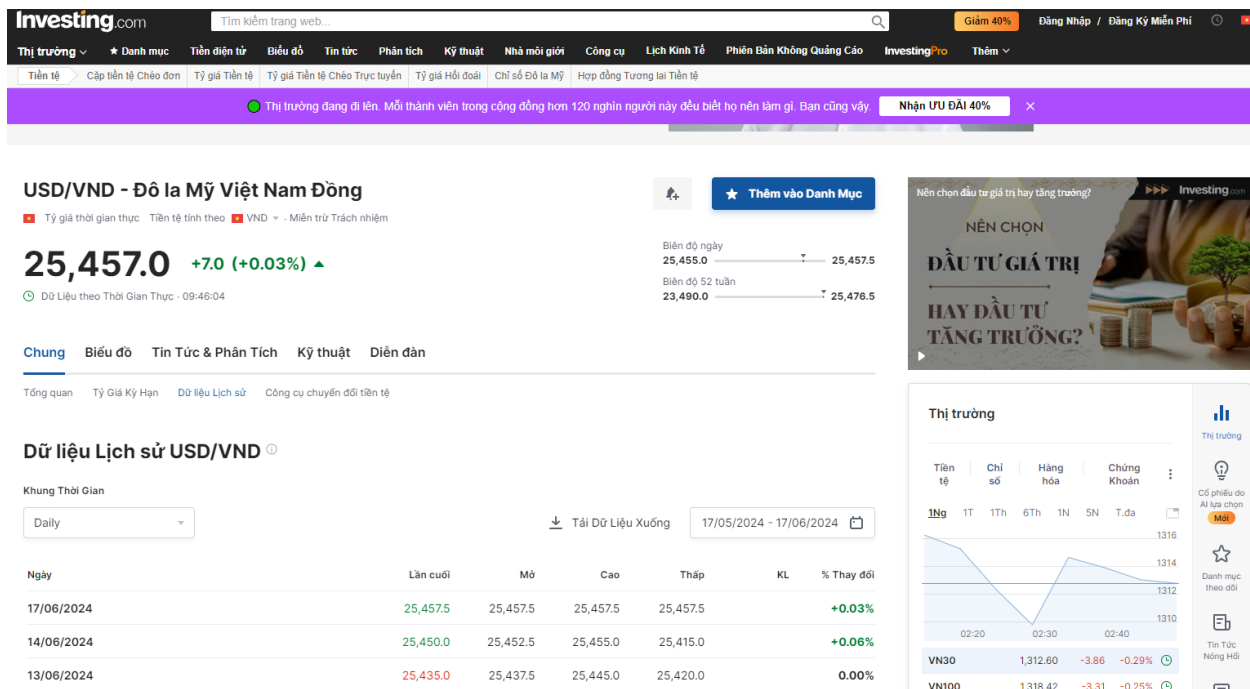 Investing.com
Tìm kiếm trang web...
Giảm 40%
Đăng Nhập / Đăng Ký Miễn Phí
Thị trường ★ Danh mục Tiền điện tử Biểu đồ Tin tức Phân tích Kỹ thuật Nhà môi giới Công cụ Lịch Kinh Tế Phiên Bản Không Quảng Cáo InvestingPro Thêm
Tiền tệ Cặp tiền tệ Chéo đơn Tỷ giá Tiền tệ Tỷ giá Tiền tệ Chéo Trực tuyến Tỷ giá Hối đoái Chỉ số Đô la Mỹ Hợp đồng Tương lai Tiền tệ
Thị trường đang đi lên. Mỗi thành viên trong cộng đồng hơn 120 nghìn người này đều biết họ nên làm gì. Bạn cũng vậy. Nhận ƯU ĐÃI 40% ×
USD/VND - Đô la Mỹ Việt Nam Đồng
★ Thêm vào Danh Mục
Tỷ giá thời gian thực Tiền tệ tính theo VND . Miễn trừ Trách nhiệm
25,457.0 +7.0 (+0.03%)
Dữ Liệu theo Thời Gian Thực · 09:46:04
Biên độ ngày
25,455.0 25,457.5
Biên độ 52 tuần
23,490.0 25,476.5
Chung Biểu đồ Tin Tức & Phân Tích Kỹ thuật Diễn đàn
Tổng quan Tỷ Giá Kỳ Hạn Dữ liệu Lịch sử Công cụ chuyển đổi tiền tệ
Dữ liệu Lịch sử USD/VND
Khung Thời Gian
Daily
Tải Dữ Liệu Xuống
17/05/2024 - 17/06/2024
Ngày Lần cuối Mở Cao Thấp KL % Thay đổi
17/06/2024 25,457.5 25,457.5 25,457.5 25,457.5 +0.03%
14/06/2024 25,450.0 25,452.5 25,455.0 25,415.0 +0.06%
13/06/2024 25,435.0 25,437.5 25,445.0 25,420.0 0.00%
Nên chọn đầu tư giá trị hay tăng trưởng?
Investing.com
NÊN CHỌN
ĐẦU TƯ GIÁ TRỊ
HAY ĐẦU TƯ
TĂNG TRƯỞNG?
Thị trường
Tiền tệ Chỉ số Hàng hóa Chứng Khoán
1Ng 1T 1Th 6Th 1N 5N T.đa
1316
1314
1312
1310
02:20 02:30 02:40
VN30 1,312.60 -3.86 -0.29%
VN100 1,318.42 -3.31 -0.25%
Thị trường
Cổ phiếu do
AI lựa chọn
Mới
Danh mục
theo dõi
Tin Tức
Nóng Hổi